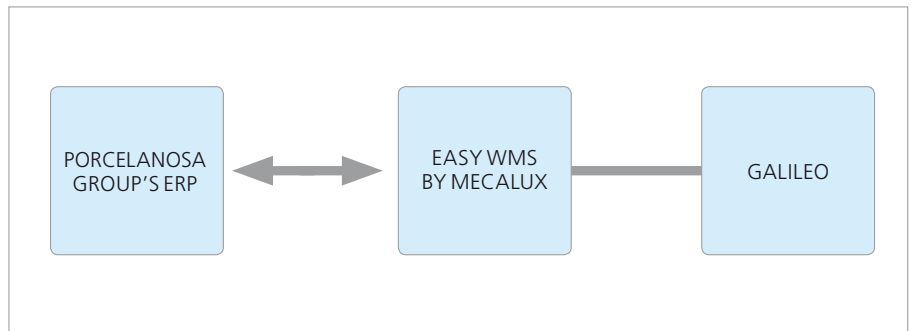 PORCELANOSA
GROUP’S ERP
EASY WMS
BY MECALUX
GALILEO